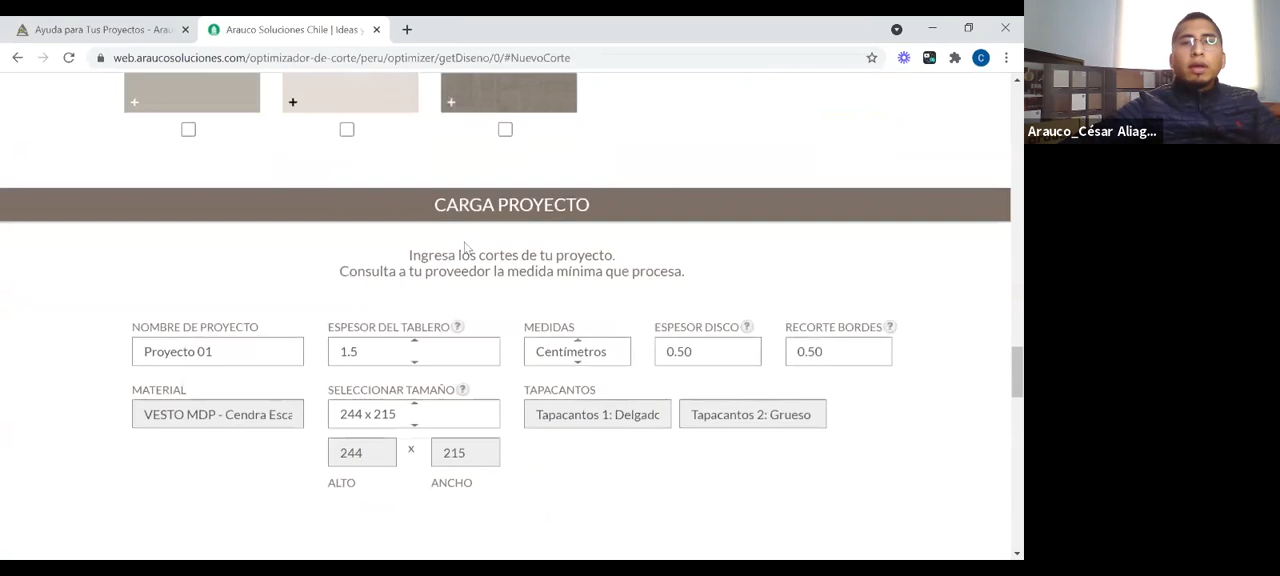 Ayuda para Tus Proyectos - Arau
Arauco Soluciones Chile | Ideas y
web.araucosoluciones.com/optimizador-de-corte/peru/optimizer/getDiseno/0/#NuevoCorte
C
Arauco_César Aliag...
+ + +
CARGA PROYECTO
Ingresa los cortes de tu proyecto.
Consulta a tu proveedor la medida mínima que procesa.
NOMBRE DE PROYECTO ESPESOR DEL TABLERO ? MEDIDAS ESPESOR DISCO ? RECORTE BORDES ?
Proyecto 01 1.5 Centímetros 0.50 0.50
MATERIAL SELECCIONAR TAMAÑO ? TAPACANTOS
VESTO MDP - Cendra Esca 244 x 215 Tapacantos 1: Delgado Tapacantos 2: Grueso
244 x 215
ALTO ANCHO